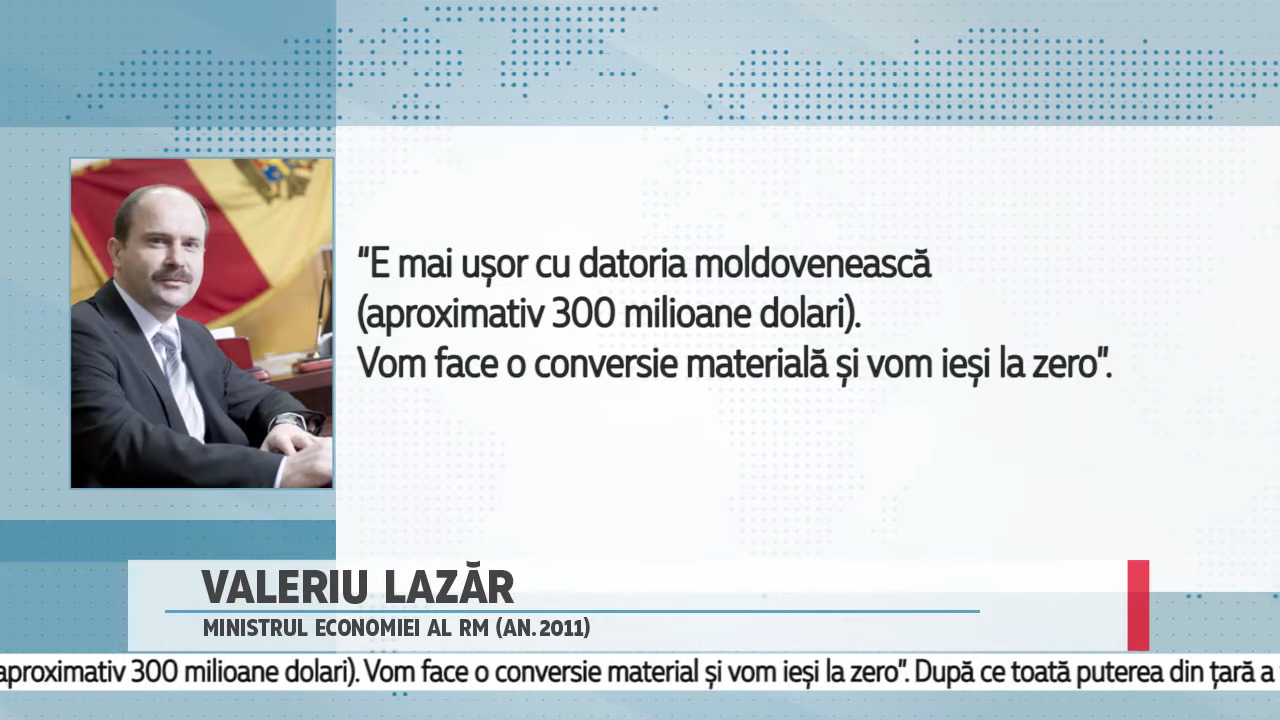 "E mai ușor cu datoria moldovenească
(aproximativ 300 milioane dolari).
Vom face o conversie materială și vom ieși la zero".
VALERIU LAZĂR
MINISTRUL ECONOMIEI AL RM (AN. 2011)
aproximativ 300 milioane dolari). Vom face o conversie material și vom ieși la zero". După ce toată puterea din țară a